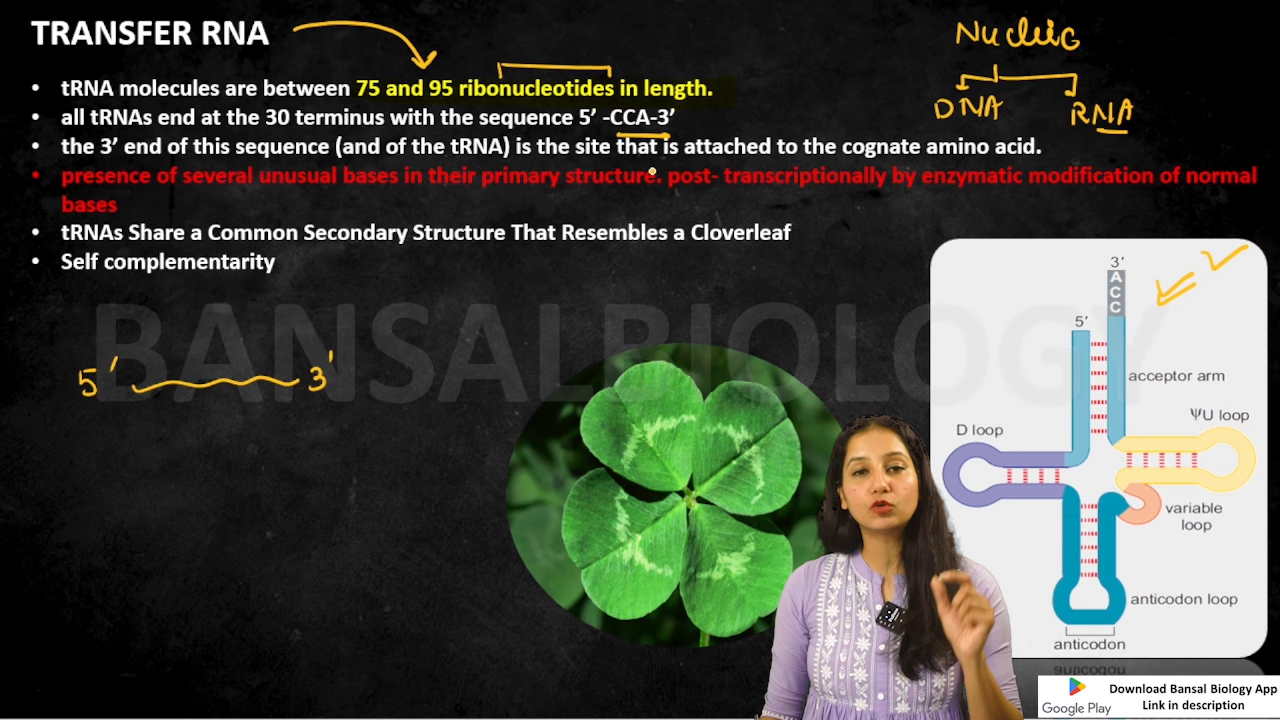 TRANSFER RNA
Nucleic
DNA
RNA
• tRNA molecules are between 75 and 95 ribonucleotides in length.
• all tRNAs end at the 30 terminus with the sequence 5’ -CCA-3’
• the 3’ end of this sequence (and of the tRNA) is the site that is attached to the cognate amino acid.
• presence of several unusual bases in their primary structure. post- transcriptionally by enzymatic modification of normal
bases
• tRNAs Share a Common Secondary Structure That Resembles a Cloverleaf
• Self complementarity
BANSALBIOLOGY
5' 3'
3′
A
C
C
5′
acceptor arm
ΨU loop
D loop
variable
loop
anticodon loop
anticodon
Google Play
Download Bansal Biology App
Link in description